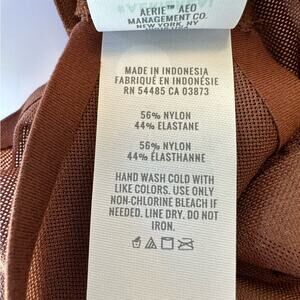 AERIE™ AEO
MANAGEMENT CO.
NEW YORK, NY
MADE IN INDONESIA
FABRIQUÉ EN INDONÉSIE
RN 54485 CA 03873
56% NYLON
44% ELASTANE
56% NYLON
44% ÉLASTHANNE
HAND WASH COLD WITH
LIKE COLORS. USE ONLY
NON-CHLORINE BLEACH IF
NEEDED. LINE DRY. DO NOT
IRON.